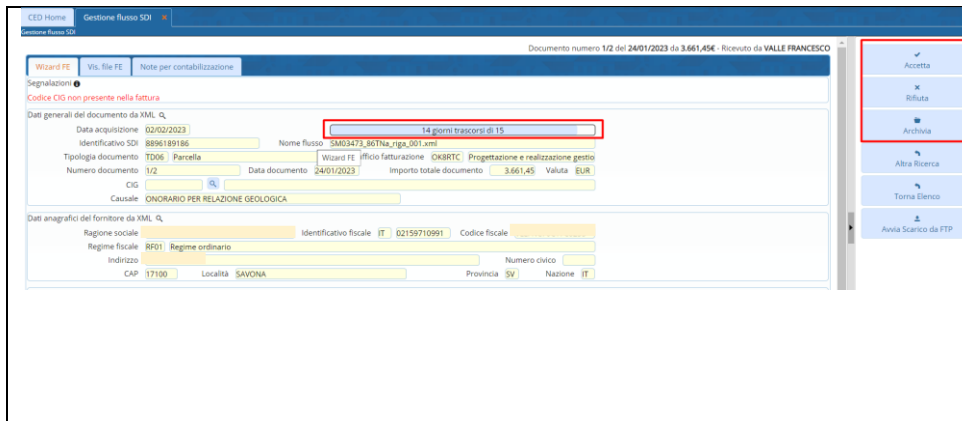 CED Home Gestione flusso SDI ×
Gestione flusso SDI
Documento numero 1/2 del 24/01/2023 da 3.661,45€ - Ricevuto da VALLE FRANCESCO
Wizard FE Vis. file FE Note per contabilizzazione
Segnalazioni
Codice CIG non presente nella fattura
Dati generali del documento da XML
Data acquisizione 02/02/2023 14 giorni trascorsi di 15
Identificativo SDI 8896189186 Nome flusso SM03473_86TNa_riga_001.xml
Tipologia documento TD06 Parcella Wizard FE fficio fatturazione OK8RTC Progettazione e realizzazione gestio
Numero documento 1/2 Data documento 24/01/2023 Importo totale documento 3.661,45 Valuta EUR
CIG
Causale ONORARIO PER RELAZIONE GEOLOGICA
Dati anagrafici del fornitore da XML
Ragione sociale Identificativo fiscale IT 02159710991 Codice fiscale
Regime fiscale RF01 Regime ordinario
Indirizzo Numero civico
CAP 17100 Località SAVONA Provincia SV Nazione IT
Accetta
Rifiuta
Archivia
Altra Ricerca
Torna Elenco
Avvia Scarico da FTP